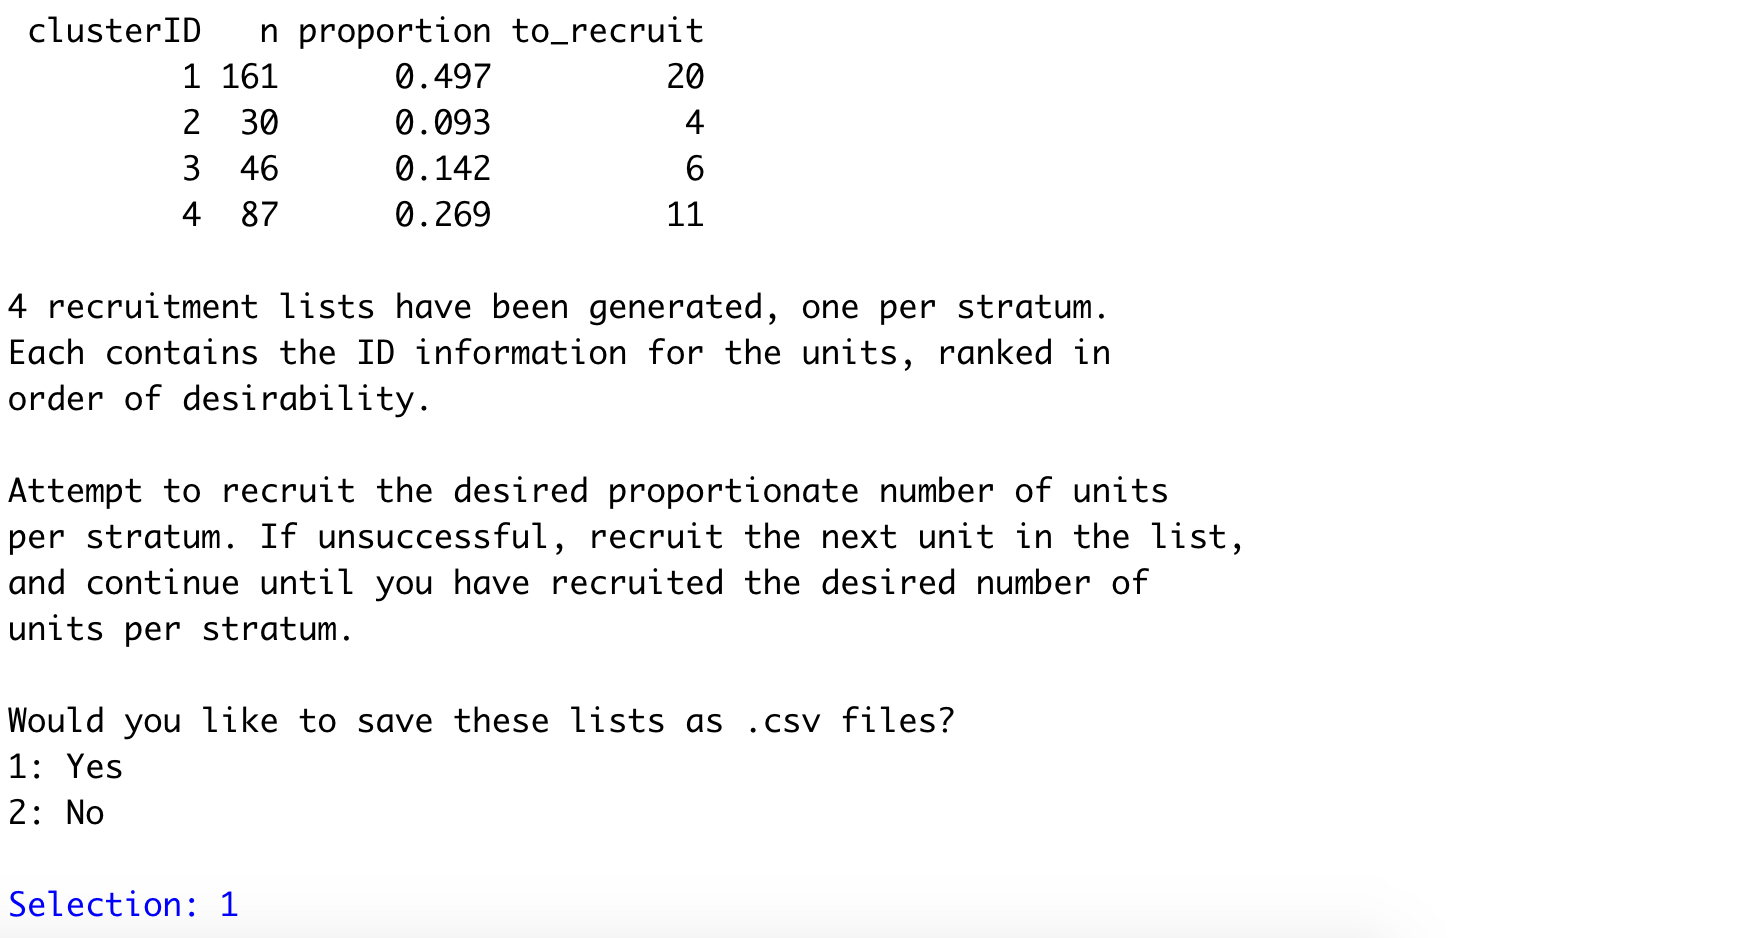 clusterID   n proportion to_recruit
        1 161      0.497         20
        2  30      0.093          4
        3  46      0.142          6
        4  87      0.269         11
4 recruitment lists have been generated, one per stratum.
Each contains the ID information for the units, ranked in
order of desirability.
Attempt to recruit the desired proportionate number of units
per stratum. If unsuccessful, recruit the next unit in the list,
and continue until you have recruited the desired number of
units per stratum.
Would you like to save these lists as .csv files?
1: Yes
2: No
Selection: 1